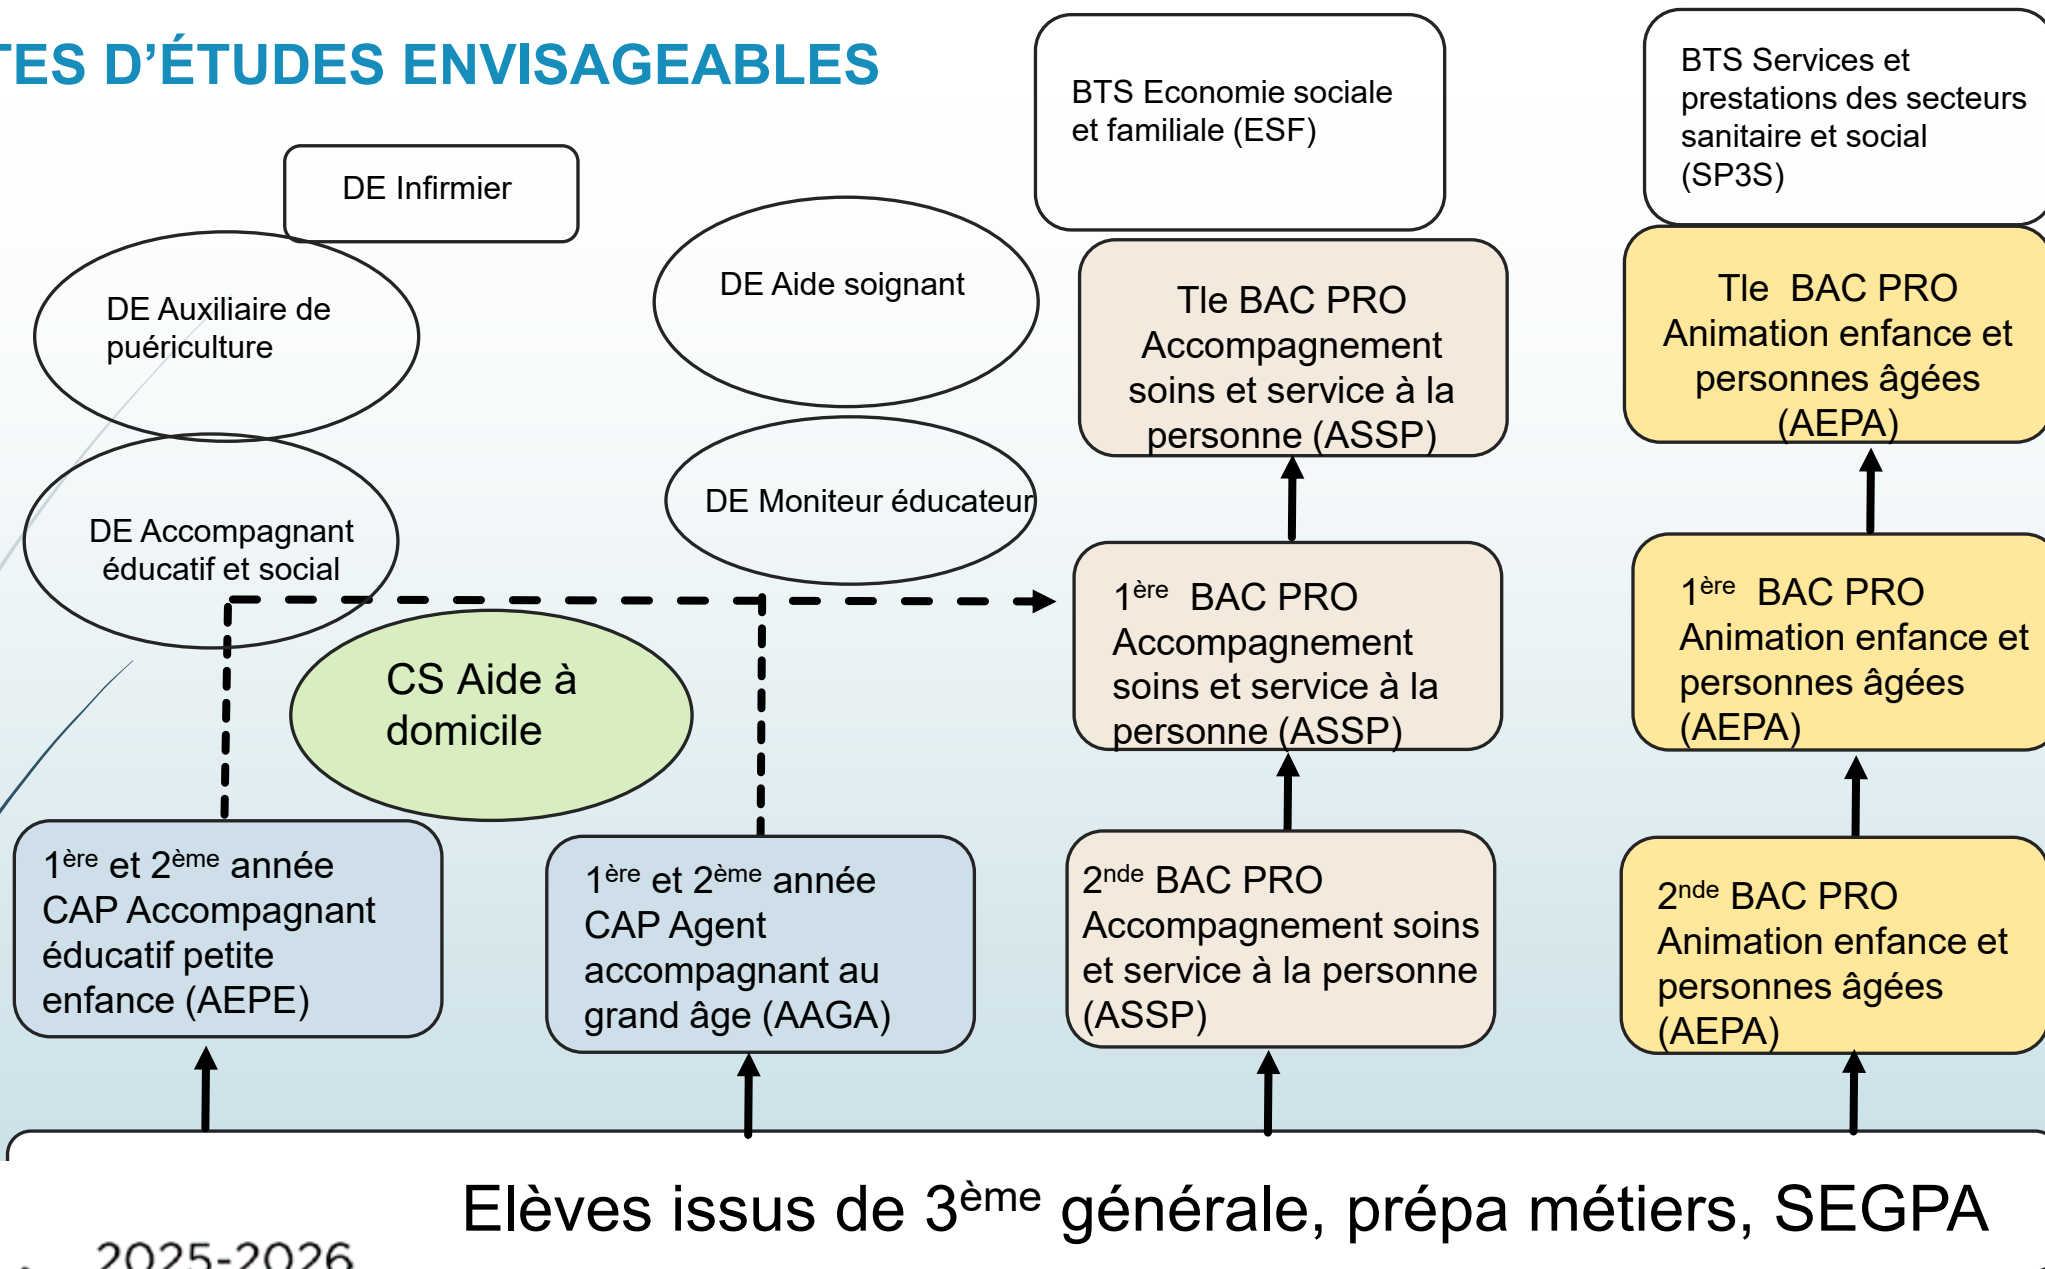 TES D’ÉTUDES ENVISAGEABLES
BTS Economie sociale
et familiale (ESF)
BTS Services et
prestations des secteurs
sanitaire et social
(SP3S)
DE Infirmier
DE Auxiliaire de
puériculture
DE Aide soignant
Tle BAC PRO
Accompagnement
soins et service à la
personne (ASSP)
Tle BAC PRO
Animation enfance et
personnes âgées
(AEPA)
DE Accompagnant
éducatif et social
DE Moniteur éducateur
1ère BAC PRO
Accompagnement
soins et service à la
personne (ASSP)
1ère BAC PRO
Animation enfance et
personnes âgées
(AEPA)
CS Aide à
domicile
1ère et 2ème année
CAP Accompagnant
éducatif petite
enfance (AEPE)
1ère et 2ème année
CAP Agent
accompagnant au
grand âge (AAGA)
2nde BAC PRO
Accompagnement soins
et service à la personne
(ASSP)
2nde BAC PRO
Animation enfance et
personnes âgées
(AEPA)
Elèves issus de 3ème générale, prépa métiers, SEGPA
2025-2026